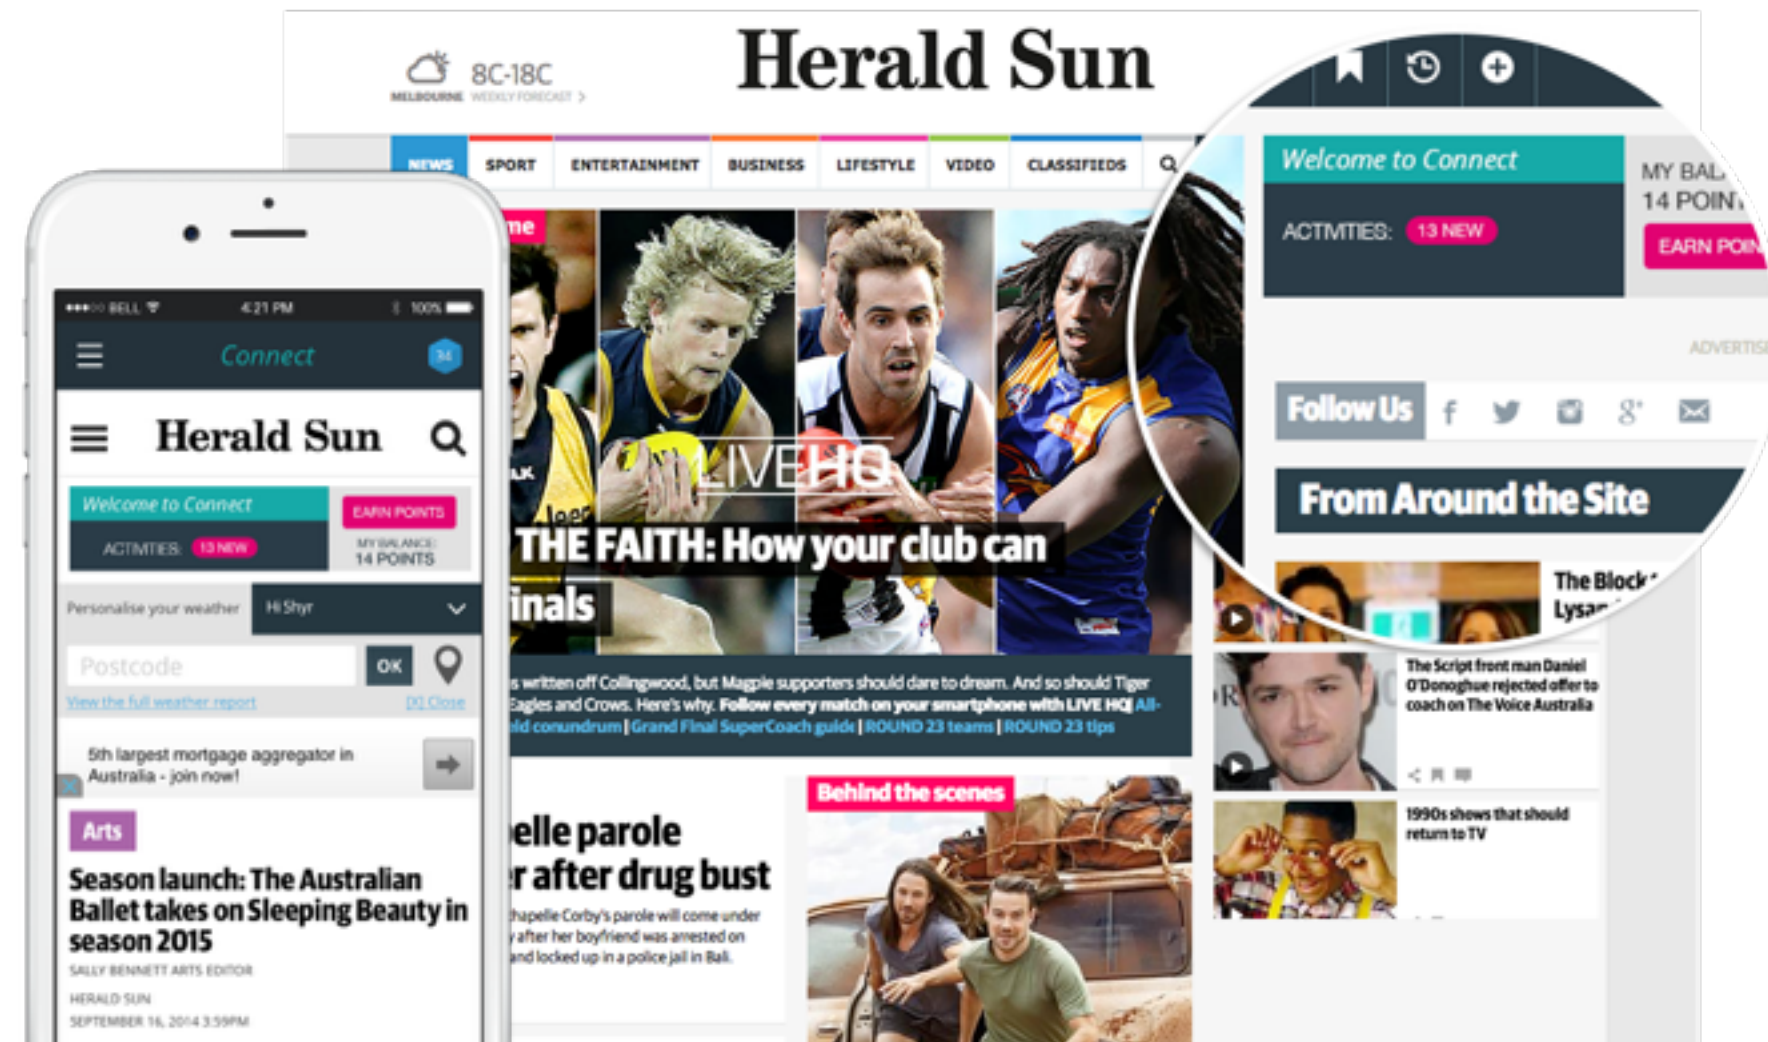 8C-18C
MELBOURNE WEEKLY FORECAST >
Herald Sun
NEWS SPORT ENTERTAINMENT BUSINESS LIFESTYLE VIDEO CLASSIFIEDS
me
LIVEHQ
THE FAITH: How your club can
inals
s written off Collingwood, but Magpie supporters should dare to dream. And so should Tiger
Eagles and Crows. Here's why. Follow every match on your smartphone with LIVE HQ| All-
eld conundrum | Grand Final SuperCoach guide | ROUND 23 teams | ROUND 23 tips
elle parole
r after drug bust
chapelle Corby's parole will come under
y after her boyfriend was arrested on
and locked up in a police jail in Bali.
Behind the scenes
Jeep
Welcome to Connect
ACTIVITIES: 13 NEW
MY BAL
14 POINT
EARN POIN
ADVERTISE
Follow Us
From Around the Site
The Block
Lysan
The Script front man Daniel
O'Donoghue rejected offer to
coach on The Voice Australia
1990s shows that should
return to TV
BELL 4:21 PM 100%
Connect 34
Herald Sun
Welcome to Connect
ACTIVITIES: 13 NEW
EARN POINTS
MY BALANCE:
14 POINTS
Personalise your weather Hi Shyr
Postcode OK
View the full weather report [X] Close
5th largest mortgage aggregator in
Australia - join now!
Arts
Season launch: The Australian
Ballet takes on Sleeping Beauty in
season 2015
SALLY BENNETT ARTS EDITOR
HERALD SUN
SEPTEMBER 16, 2014 3:59PM